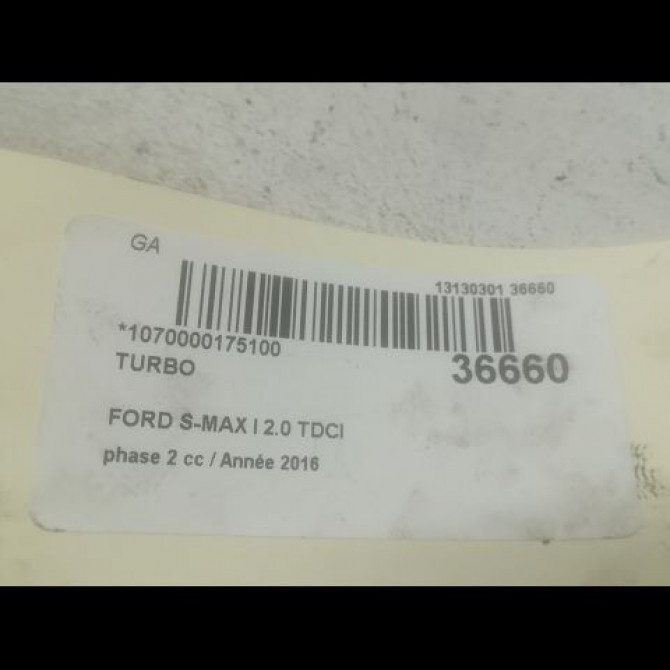 GA
13130301 36660
*1070000175100
36660
TURBO
FORD S-MAX I 2.0 TDCI
phase 2 cc / Année 2016